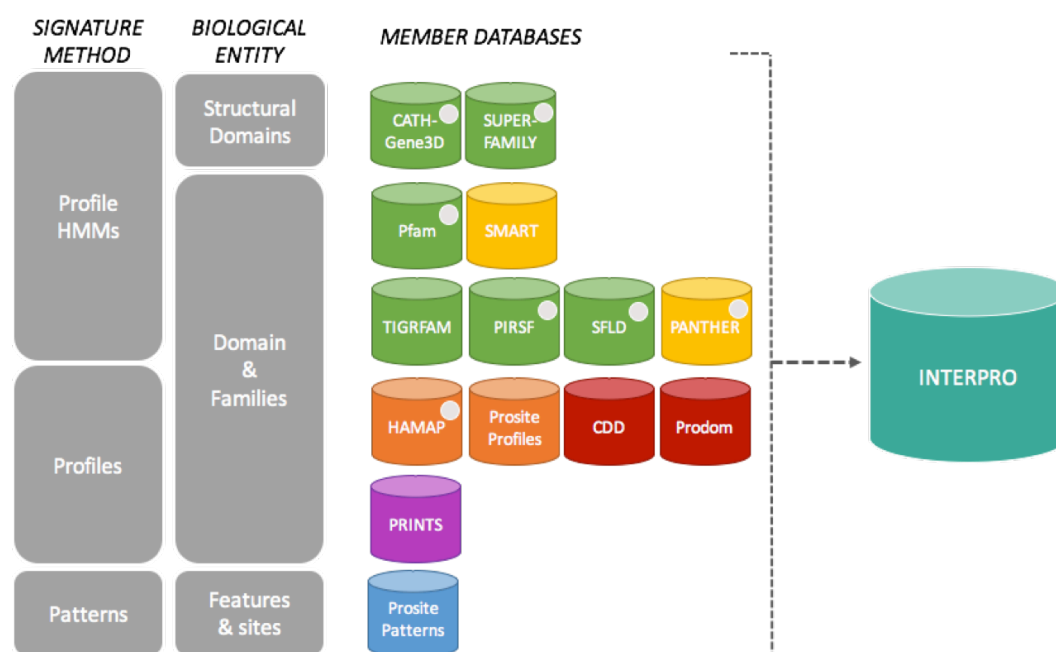 SIGNATURE
METHOD
BIOLOGICAL
ENTITY
MEMBER DATABASES
Structural
Domains
CATH-
Gene3D
SUPER-
FAMILY
Profile
HMMs
Pfam
SMART
TIGRFAM
PIRSF
SFLD
PANTHER
Domain
&
Families
INTERPRO
HAMAP
Prosite
Profiles
CDD
Prodom
Profiles
PRINTS
Patterns
Features
& sites
Prosite
Patterns